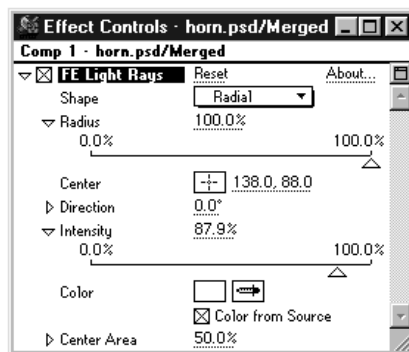 Effect Controls · horn.psd/Merged
Comp 1 · horn.psd/Merged
FE Light Rays Reset About...
Shape Radial
Radius 100.0%
0.0% 100.0%
Center 138.0, 88.0
Direction 0.0°
Intensity 87.9%
0.0% 100.0%
Color
Color from Source
Center Area 50.0%